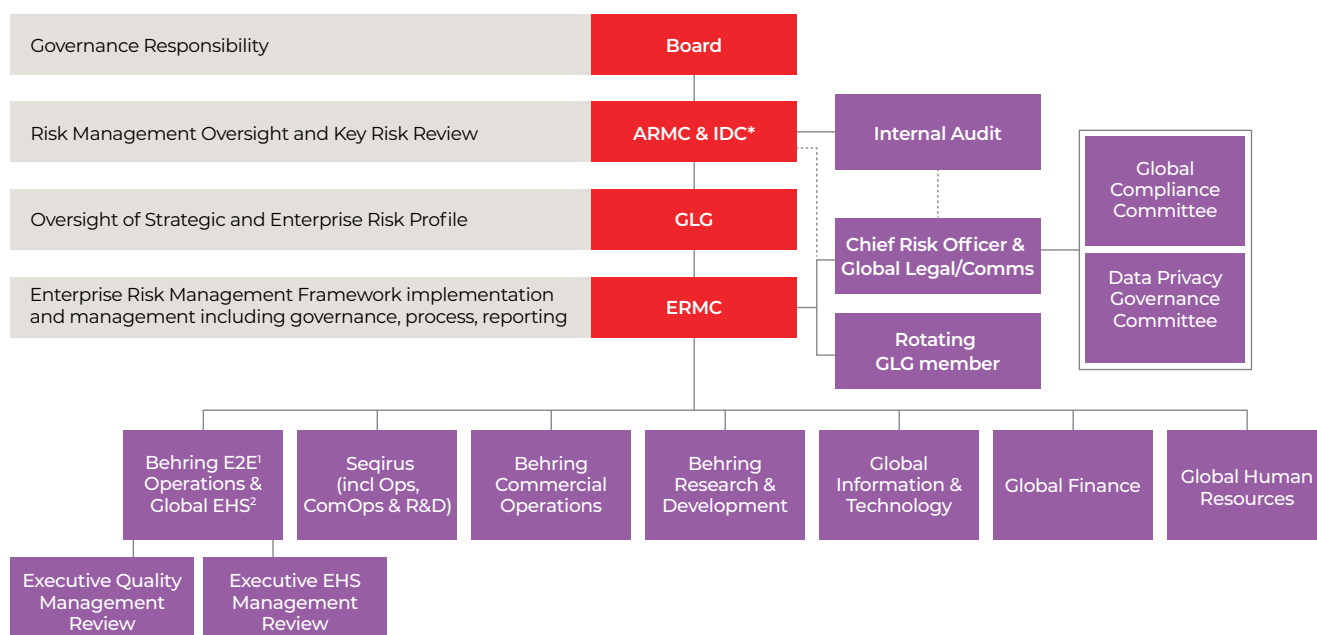 Governance Responsibility
Board
Risk Management Oversight and Key Risk Review
ARMC & IDC*
Internal Audit
Global
Compliance
Committee
Oversight of Strategic and Enterprise Risk Profile
GLG
Chief Risk Officer &
Global Legal/Comms
Data Privacy
Governance
Committee
Enterprise Risk Management Framework implementation
and management including governance, process, reporting
ERMC
Rotating
GLG member
Behring E2E¹
Operations &
Global EHS²
Seqirus
(incl Ops,
ComOps & R&D)
Behring
Commercial
Operations
Behring
Research &
Development
Global
Information &
Technology
Global Finance
Global Human
Resources
Executive Quality
Management
Review
Executive EHS
Management
Review